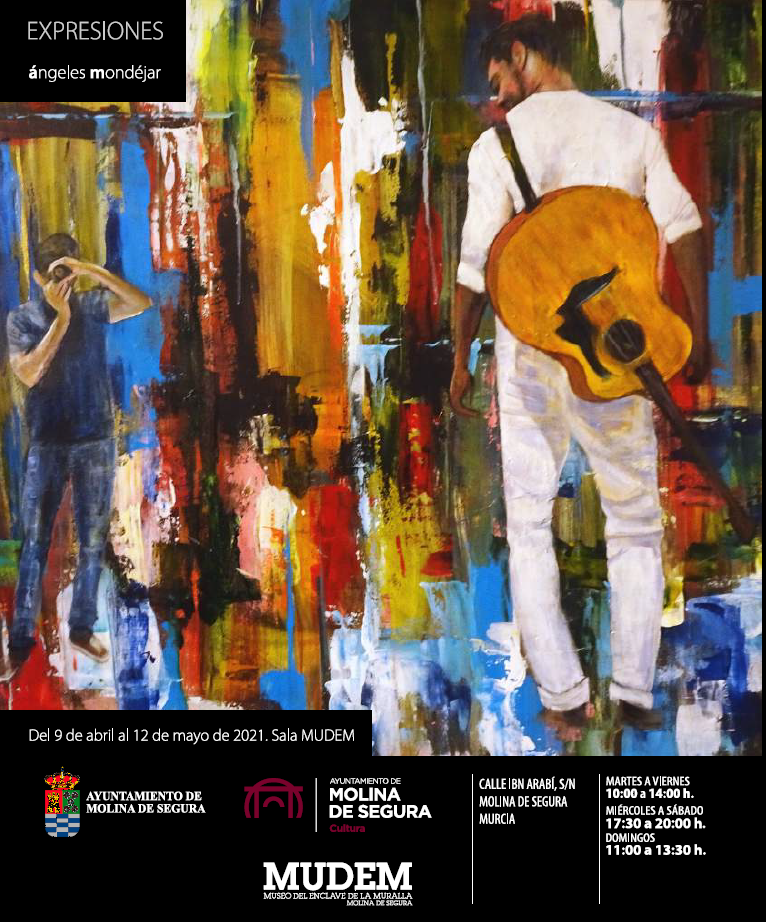 EXPRESIONES
ángeles mondéjar
Del 9 de abril al 12 de mayo de 2021. Sala MUDEM
AYUNTAMIENTO DE
MOLINA DE SEGURA
AYUNTAMIENTO DE
MOLINA
DE SEGURA
Cultura
MUDEM
MUSEO DEL ENCLAVE DE LA MURALLA
MOLINA DE SEGURA
CALLE IBN ARABÍ, S/N
MOLINA DE SEGURA
MURCIA
MARTES A VIERNES
10:00 a 14:00 h.
MIÉRCOLES A SÁBADO
17:30 a 20:00 h.
DOMINGOS
11:00 a 13:30 h.